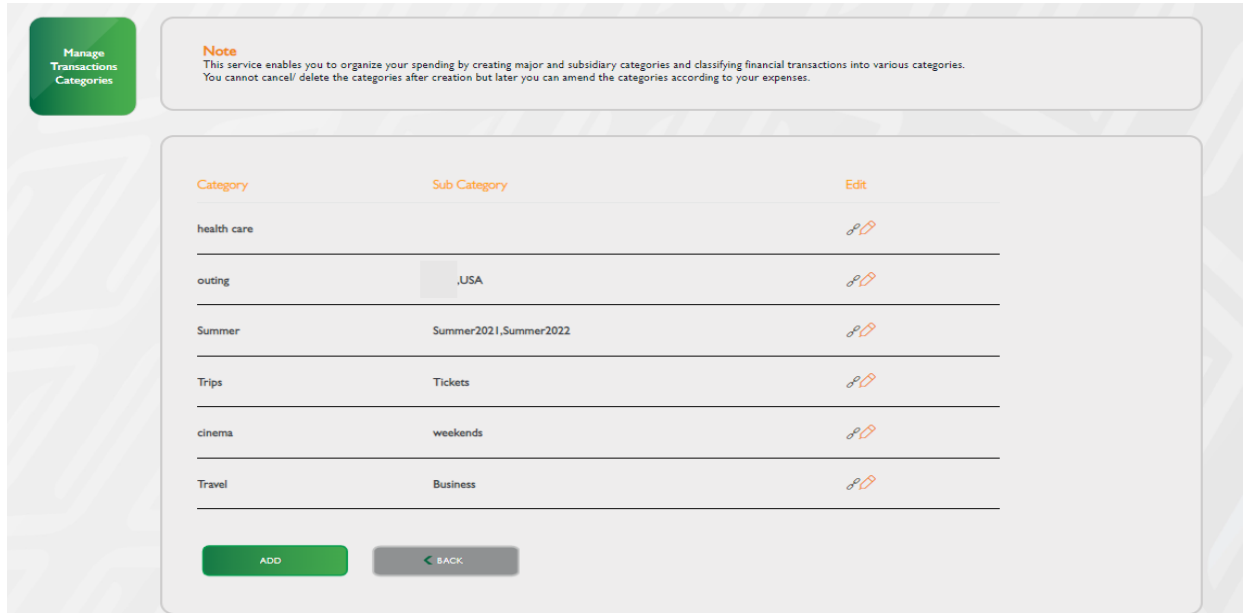 Manage
Transactions
Categories
Note
This service enables you to organize your spending by creating major and subsidiary categories and classifying financial transactions into various categories.
You cannot cancel/ delete the categories after creation but later you can amend the categories according to your expenses.
Category Sub Category Edit
health care
outing ,USA
Summer Summer2021,Summer2022
Trips Tickets
cinema weekends
Travel Business
ADD BACK